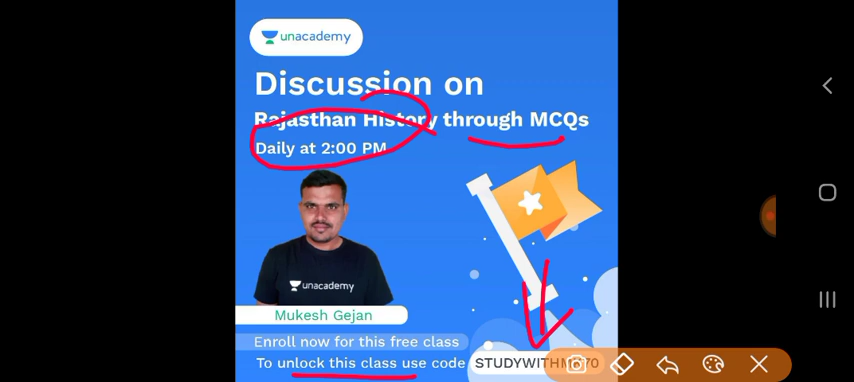 unacademy
Discussion on
Rajasthan History through MCQs
Daily at 2:00 PM
unacademy
Mukesh Gejan
Enroll now for this free class
To unlock this class use code